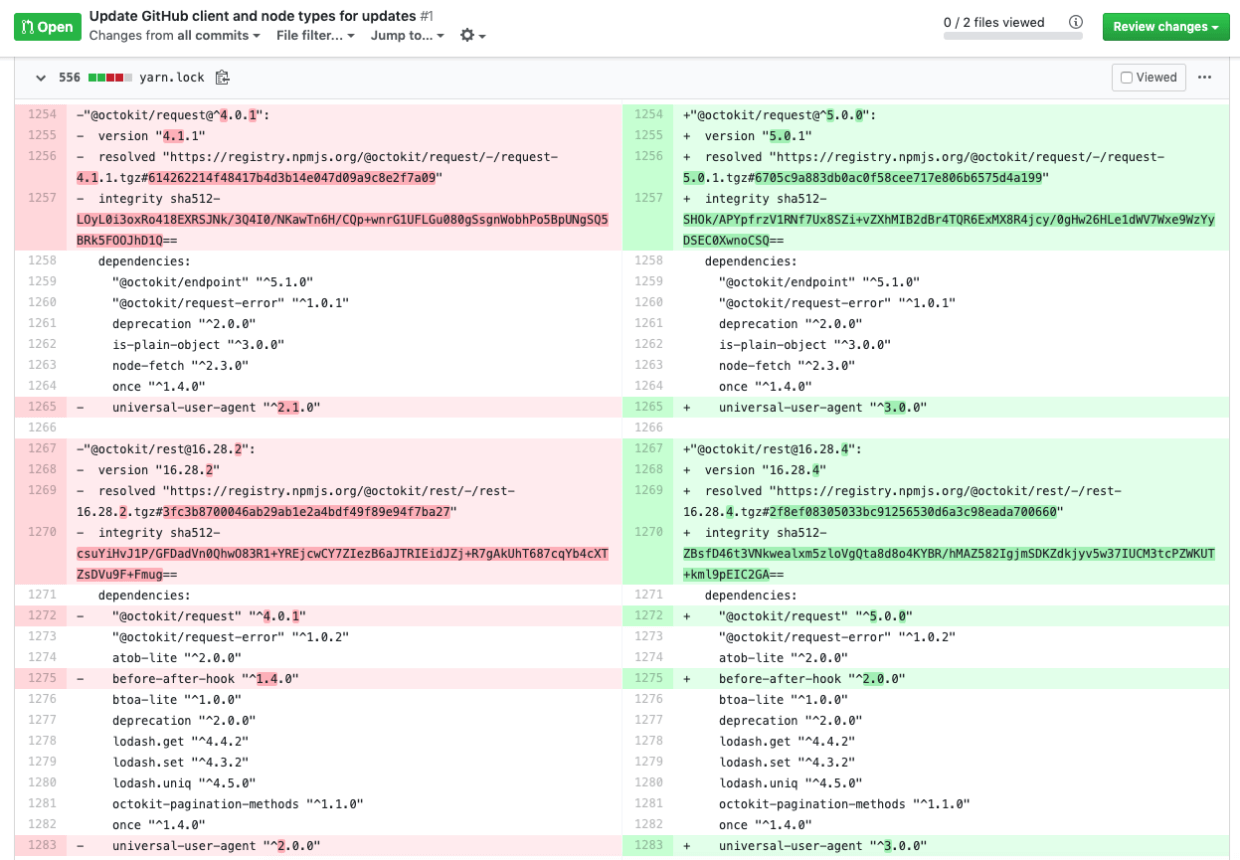 Open
Update GitHub client and node types for updates #1
Changes from all commits
File filter...
Jump to...
0 / 2 files viewed
Review changes
556 yarn.lock
Viewed
1254 -"@octokit/request@^4.0.1":
1255 -  version "4.1.1"
1256 -  resolved "https://registry.npmjs.org/@octokit/request/-/request-
4.1.1.tgz#614262214f48417b4d3b14e047d09a9c8e2f7a09"
1257 -  integrity sha512-
LOyL0i3oxRo418EXRSJNk/3Q4I0/NKawTn6H/CQp+wnrG1UFLGu080gSsgnWobhPo5BpUNgSQ5
BRk5FOOJhD1Q==
1258 dependencies:
1259 "@octokit/endpoint" "^5.1.0"
1260 "@octokit/request-error" "^1.0.1"
1261 deprecation "^2.0.0"
1262 is-plain-object "^3.0.0"
1263 node-fetch "^2.3.0"
1264 once "^1.4.0"
1265 -    universal-user-agent "^2.1.0"
1266
1267 -"@octokit/rest@16.28.2":
1268 -  version "16.28.2"
1269 -  resolved "https://registry.npmjs.org/@octokit/rest/-/rest-
16.28.2.tgz#3fc3b8700046ab29ab1e2a4bdf49f89e94f7ba27"
1270 -  integrity sha512-
csuYiHvJ1P/GFDadVn0QhwO83R1+YREjcwCY7ZIezB6aJTRIEidJZj+R7gAkUhT687cqYb4cXT
ZsDVu9F+Fmug==
1271 dependencies:
1272 -    "@octokit/request" "^4.0.1"
1273 "@octokit/request-error" "^1.0.2"
1274 atob-lite "^2.0.0"
1275 -    before-after-hook "^1.4.0"
1276 btoa-lite "^1.0.0"
1277 deprecation "^2.0.0"
1278 lodash.get "^4.4.2"
1279 lodash.set "^4.3.2"
1280 lodash.uniq "^4.5.0"
1281 octokit-pagination-methods "^1.1.0"
1282 once "^1.4.0"
1283 -    universal-user-agent "^2.0.0"
1254 +"@octokit/request@^5.0.0":
1255 +  version "5.0.1"
1256 +  resolved "https://registry.npmjs.org/@octokit/request/-/request-
5.0.1.tgz#6705c9a883db0ac0f58cee717e806b6575d4a199"
1257 +  integrity sha512-
SHOk/APYpfrzV1RNf7Ux8SZi+vZXhMIB2dBr4TQR6ExMX8R4jcy/0gHw26HLe1dWV7Wxe9WzYy
DSEC0XwnoCSQ==
1258 dependencies:
1259 "@octokit/endpoint" "^5.1.0"
1260 "@octokit/request-error" "^1.0.1"
1261 deprecation "^2.0.0"
1262 is-plain-object "^3.0.0"
1263 node-fetch "^2.3.0"
1264 once "^1.4.0"
1265 +    universal-user-agent "^3.0.0"
1266
1267 +"@octokit/rest@16.28.4":
1268 +  version "16.28.4"
1269 +  resolved "https://registry.npmjs.org/@octokit/rest/-/rest-
16.28.4.tgz#2f8ef08305033bc91256530d6a3c98eada700660"
1270 +  integrity sha512-
ZBsfD46t3VNkwealxm5zloVgQta8d8o4KYBR/hMAZ582IgjmSDKZdkjyv5w37IUCM3tcPZWKUT
+kml9pEIC2GA==
1271 dependencies:
1272 +    "@octokit/request" "^5.0.0"
1273 "@octokit/request-error" "^1.0.2"
1274 atob-lite "^2.0.0"
1275 +    before-after-hook "^2.0.0"
1276 btoa-lite "^1.0.0"
1277 deprecation "^2.0.0"
1278 lodash.get "^4.4.2"
1279 lodash.set "^4.3.2"
1280 lodash.uniq "^4.5.0"
1281 octokit-pagination-methods "^1.1.0"
1282 once "^1.4.0"
1283 +    universal-user-agent "^3.0.0"